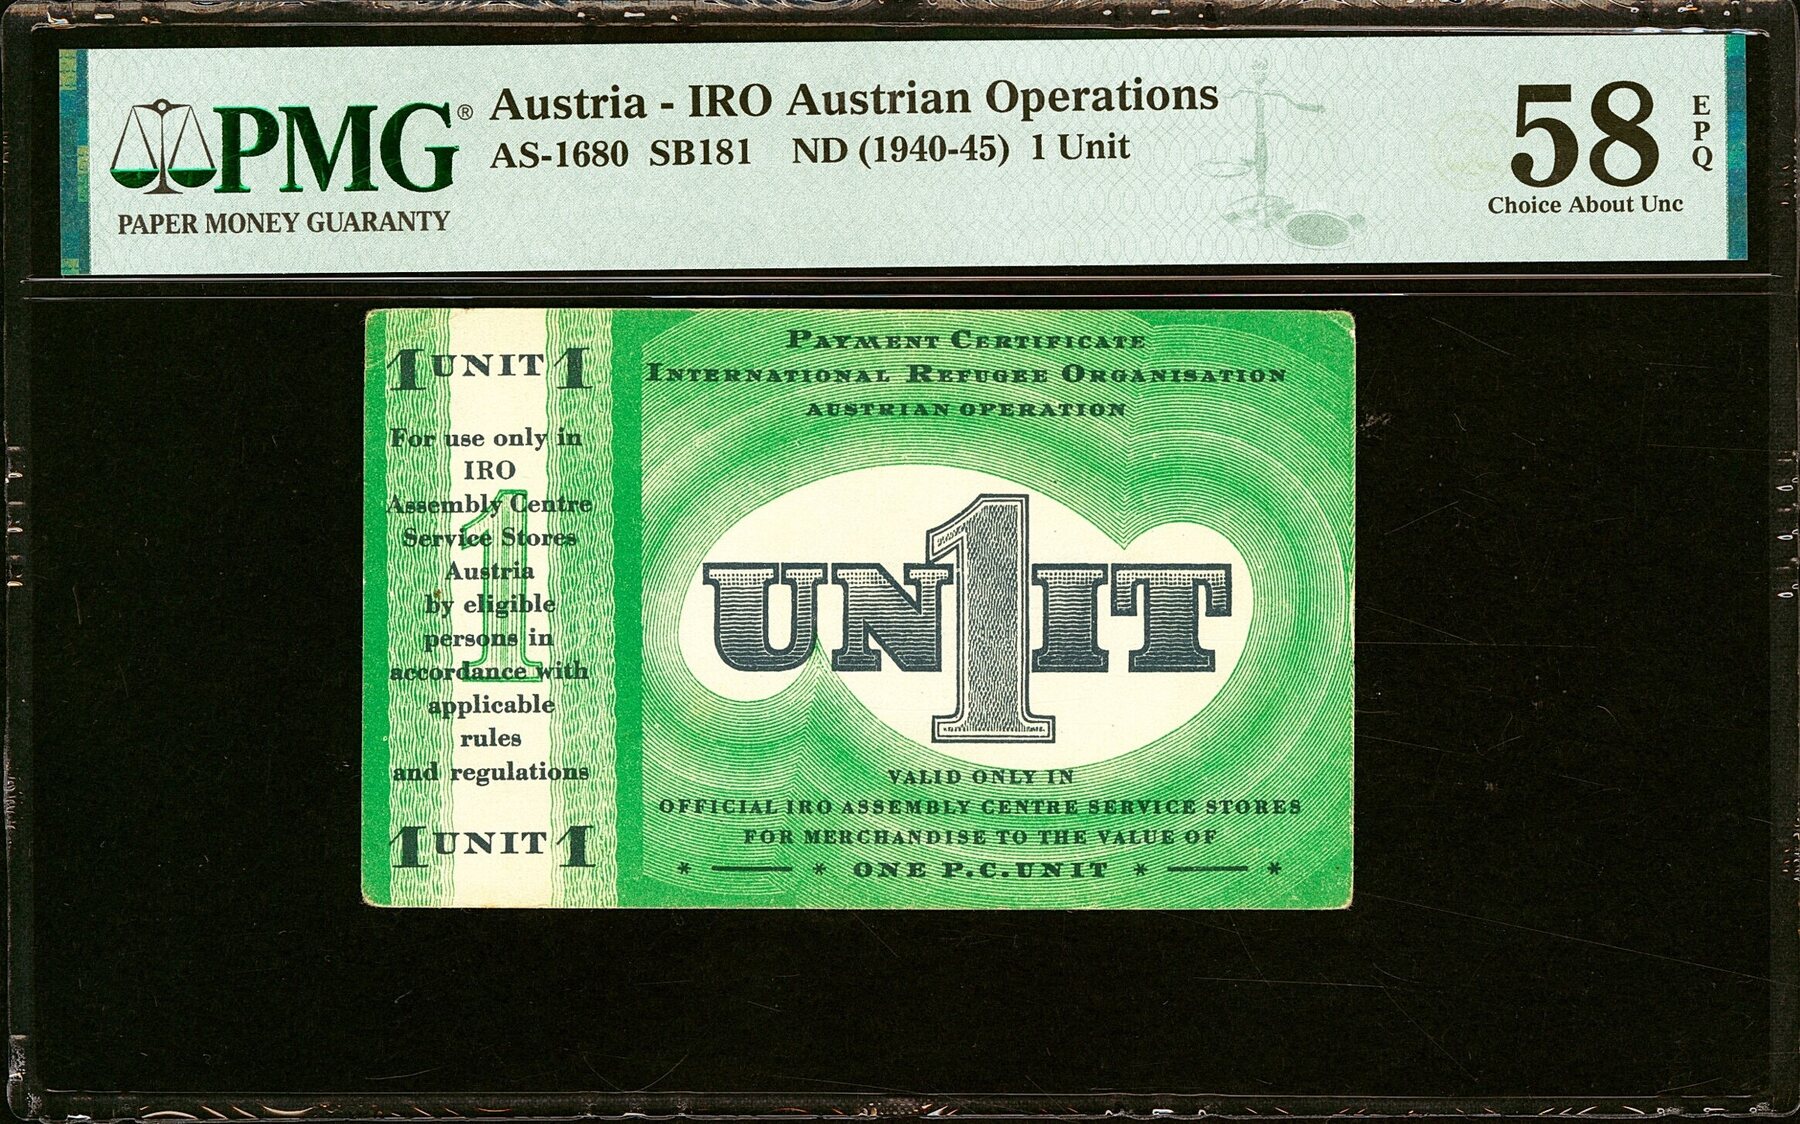 PMG®
PAPER MONEY GUARANTY
Austria - IRO Austrian Operations
AS-1680 SB181 ND (1940-45) 1 Unit
58
EPQ
Choice About Unc
1 UNIT 1
For use only in
IRO
Assembly Centre
Service Stores
Austria
by eligible
persons in
accordance with
applicable
rules
and regulations
1
1 UNIT 1
PAYMENT CERTIFICATE
INTERNATIONAL REFUGEE ORGANISATION
AUSTRIAN OPERATION
UN1IT
VALID ONLY IN
OFFICIAL IRO ASSEMBLY CENTRE SERVICE STORES
FOR MERCHANDISE TO THE VALUE OF
* — * ONE P.C.UNIT * — *